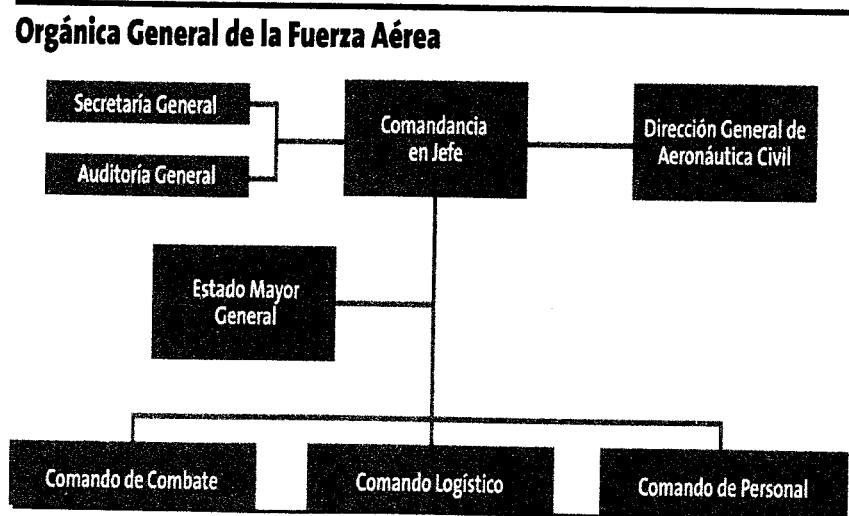 Orgánica General de la Fuerza Aérea
Secretaría General
Auditoría General
Comandancia
en Jefe
Dirección General de
Aeronáutica Civil
Estado Mayor
General
Comando de Combate
Comando Logístico
Comando de Personal